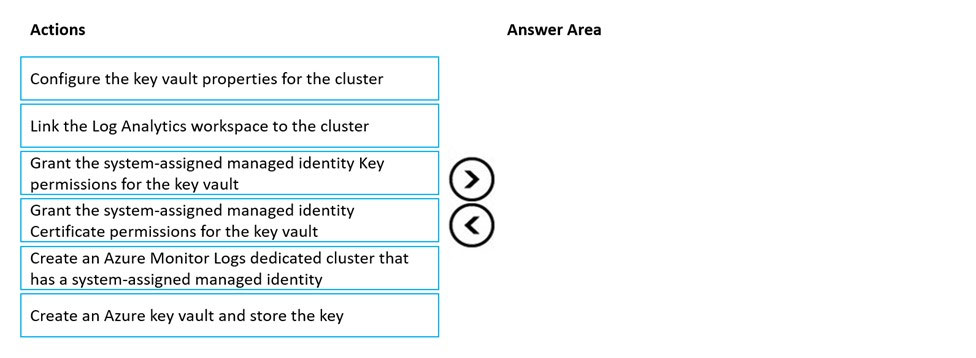 Actions
Answer Area
Configure the key vault properties for the cluster
Link the Log Analytics workspace to the cluster
Grant the system-assigned managed identity Key
permissions for the key vault
Grant the system-assigned managed identity
Certificate permissions for the key vault
Create an Azure Monitor Logs dedicated cluster that
has a system-assigned managed identity
Create an Azure key vault and store the key